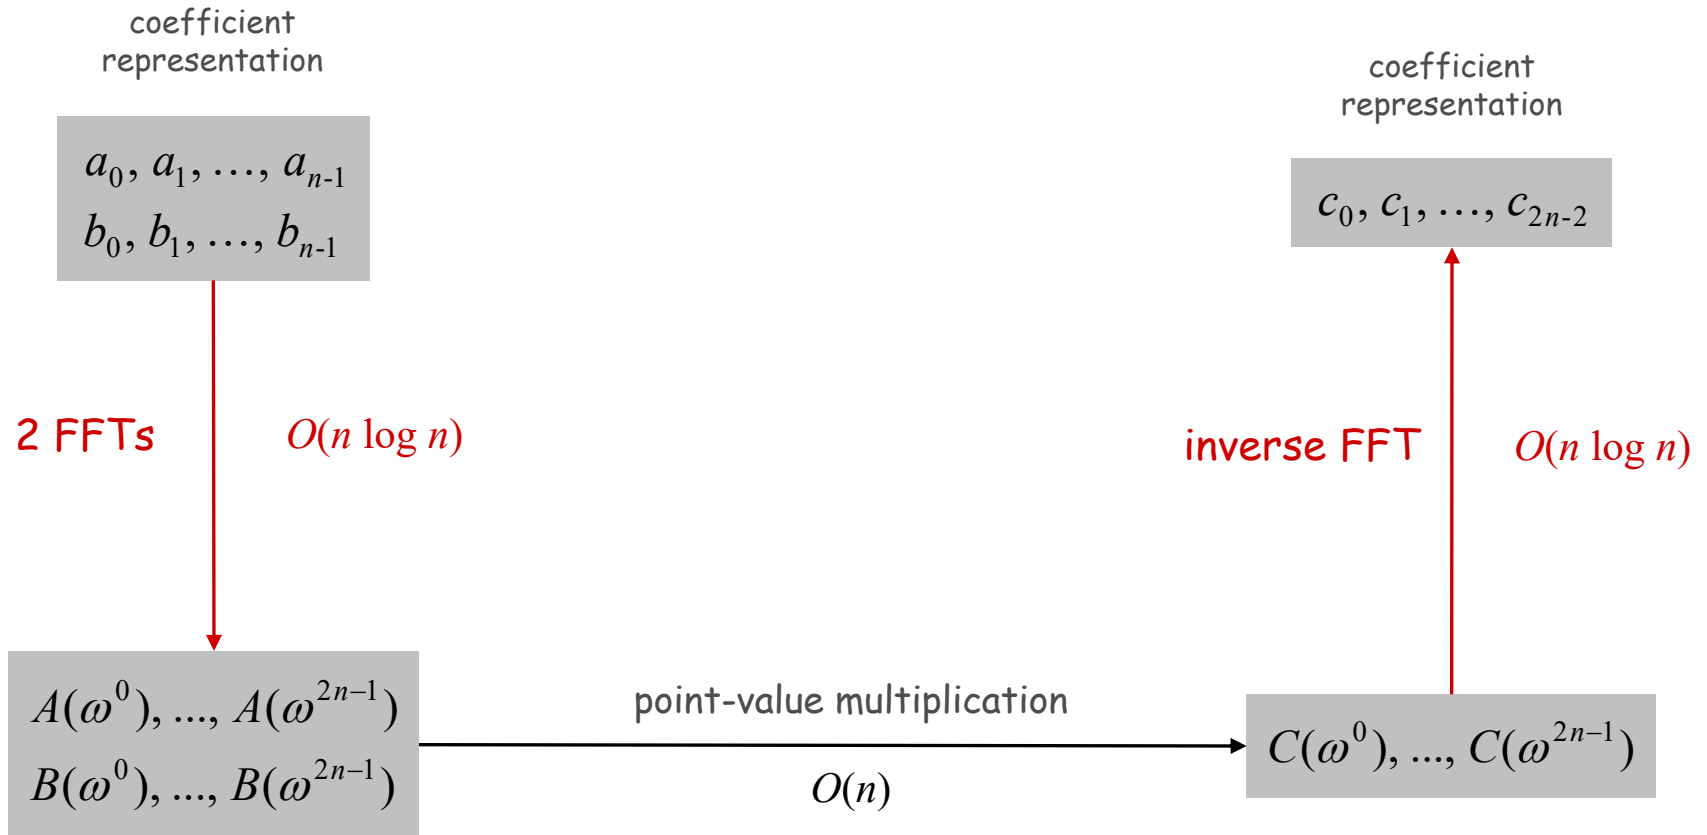 coefficient
representation
a₀, a₁, …, aₙ₋₁
b₀, b₁, …, bₙ₋₁
coefficient
representation
c₀, c₁, …, c₂ₙ₋₂
2 FFTs
O(n log n)
inverse FFT
O(n log n)
A(ω⁰), ..., A(ω²ⁿ⁻¹)
B(ω⁰), ..., B(ω²ⁿ⁻¹)
point-value multiplication
O(n)
C(ω⁰), ..., C(ω²ⁿ⁻¹)